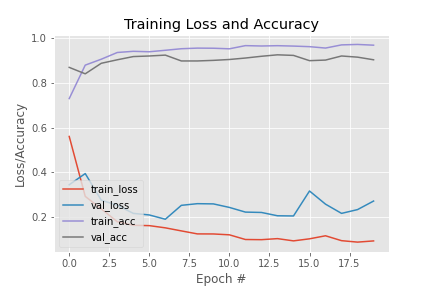 Training Loss and Accuracy
Loss/Accuracy
1.0
0.8
0.6
0.4
0.2
train_loss
val_loss
train_acc
val_acc
0.0 2.5 5.0 7.5 10.0 12.5 15.0 17.5
Epoch #